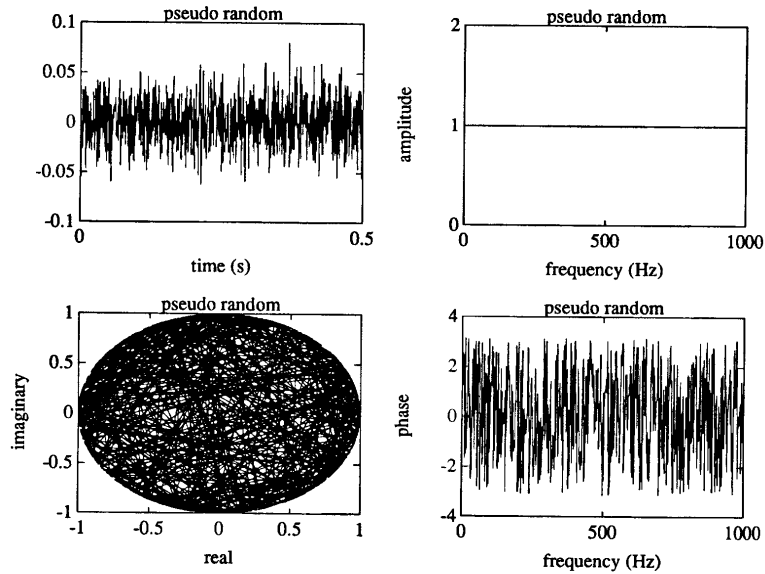 pseudo random
0.1
0.05
0
-0.05
-0.1
0
0.5
time (s)
pseudo random
2
1
0
amplitude
0
500
1000
frequency (Hz)
pseudo random
1
0.5
0
-0.5
-1
imaginary
-1
-0.5
0
0.5
1
real
pseudo random
4
2
0
-2
-4
phase
0
500
1000
frequency (Hz)